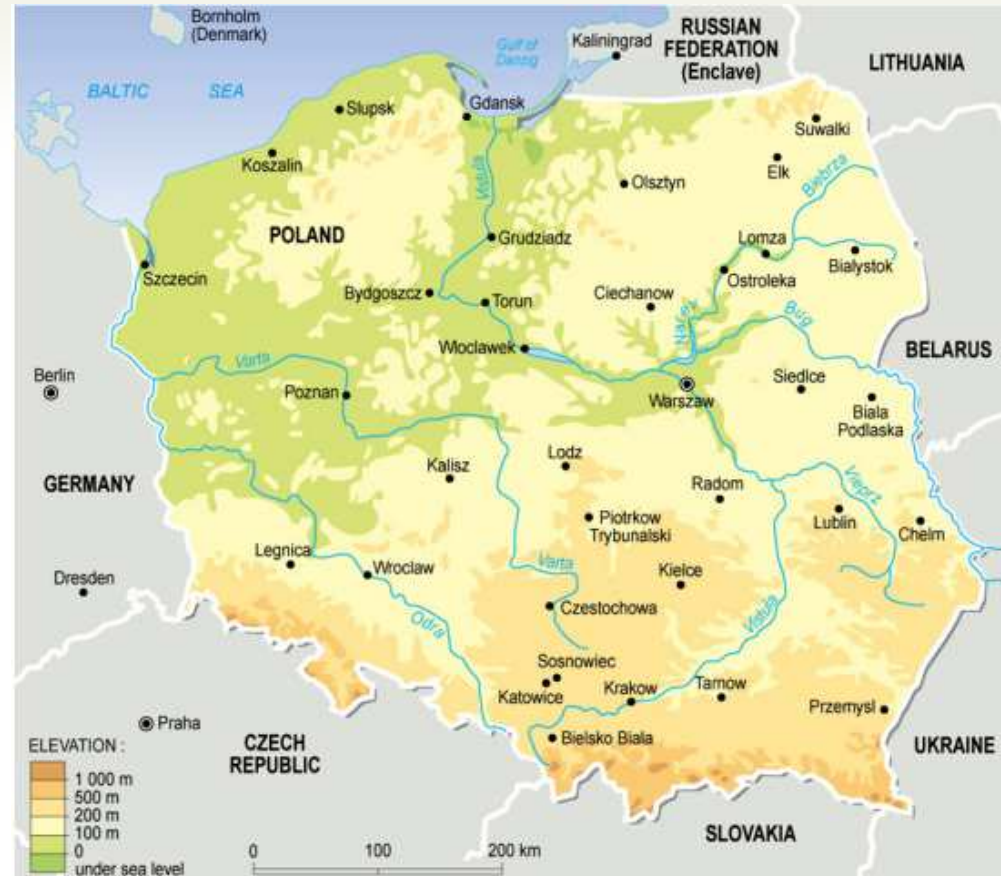 Bornholm
(Denmark)
Gulf of
Danzig
Kaliningrad
RUSSIAN
FEDERATION
(Enclave)
LITHUANIA
BALTIC SEA
Slupsk
Gdansk
Suwalki
Koszalin
Elk
Olsztyn
Biebrza
Vistula
POLAND
Grudziadz
Lomza
Bialystok
Szczecin
Ostroleka
Bydgoszcz
Torun
Ciechanow
Narew
Bug
Wloclawek
BELARUS
Varta
Berlin
Poznan
Warszaw
Siedlce
Biala
Podlaska
GERMANY
Kalisz
Lodz
Radom
Vieprz
Piotrkow
Trybunalski
Lublin
Chelm
Legnica
Wroclaw
Varta
Kielce
Dresden
Odra
Czestochowa
Vistula
Sosnowiec
Katowice
Krakow
Tarnow
Przemysl
Praha
Bielsko Biala
CZECH
REPUBLIC
UKRAINE
SLOVAKIA
ELEVATION :
1 000 m
500 m
200 m
100 m
0
under sea level
0 100 200 km